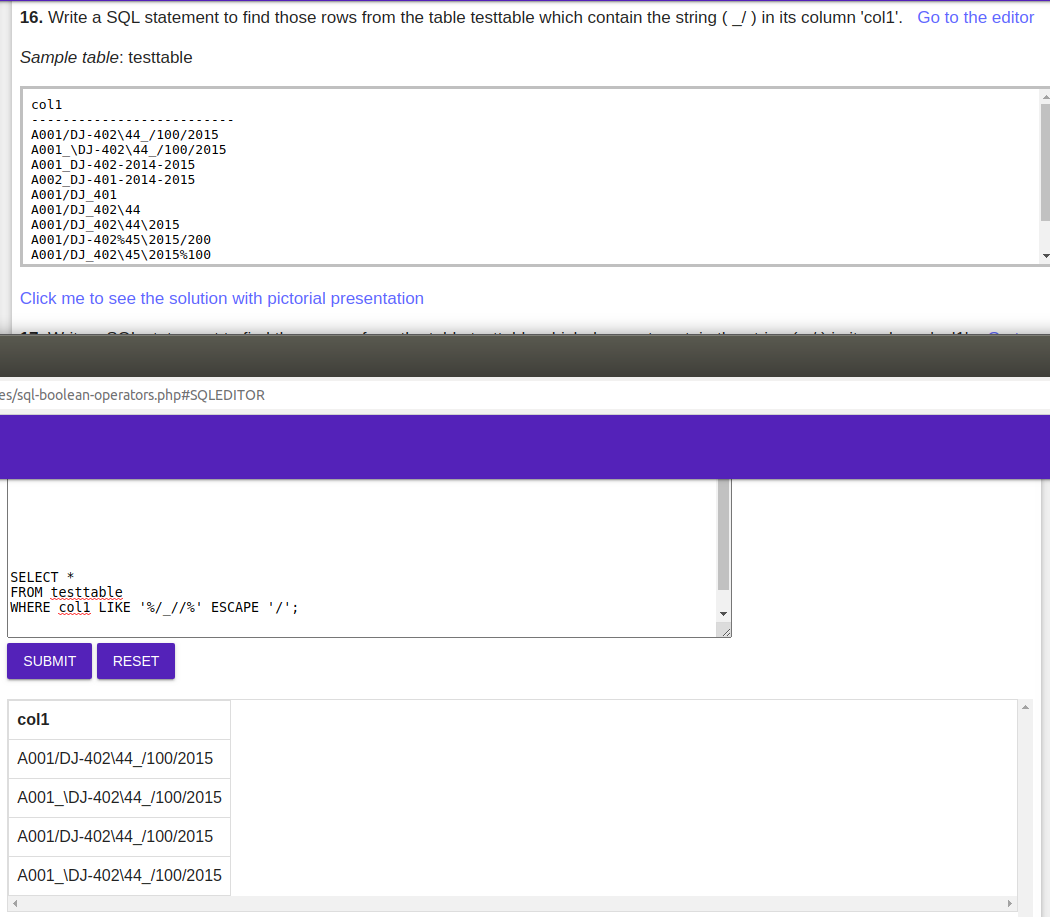 16. Write a SQL statement to find those rows from the table testtable which contain the string ( _/ ) in its column 'col1'. Go to the editor
Sample table: testtable
col1
--------------------------
A001/DJ-402\44_/100/2015
A001_\DJ-402\44_/100/2015
A001_DJ-402-2014-2015
A002_DJ-401-2014-2015
A001/DJ_401
A001/DJ_402\44
A001/DJ_402\44\2015
A001/DJ-402%45\2015/200
A001/DJ_402\45\2015%100
Click me to see the solution with pictorial presentation
es/sql-boolean-operators.php#SQLEDITOR
SELECT *
FROM testtable
WHERE col1 LIKE '%/_//%' ESCAPE '/';
SUBMIT RESET
col1
A001/DJ-402\44_/100/2015
A001_\DJ-402\44_/100/2015
A001/DJ-402\44_/100/2015
A001_\DJ-402\44_/100/2015